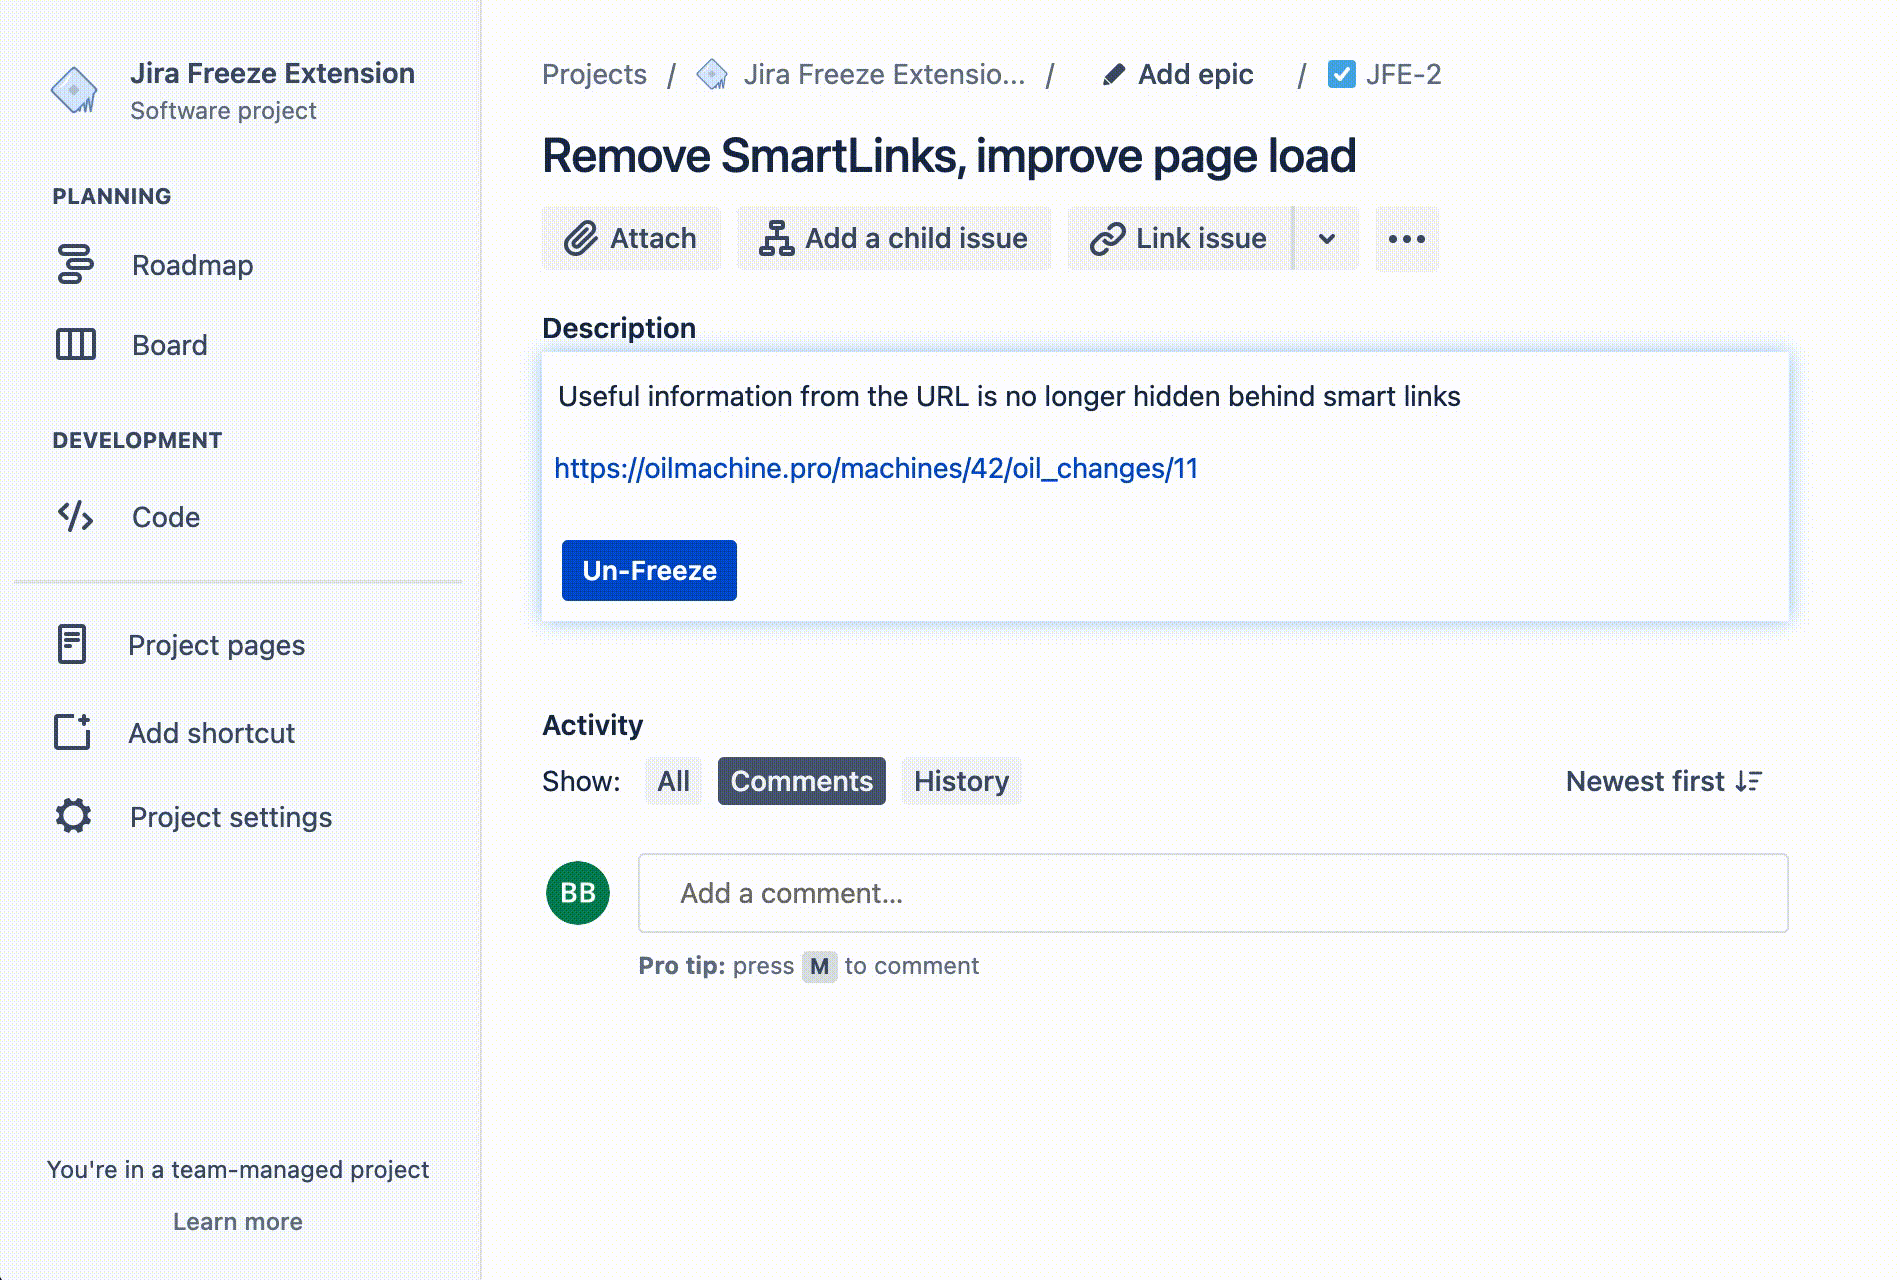 Jira Freeze Extension
Software project
PLANNING
Roadmap
Board
DEVELOPMENT
Code
Project pages
Add shortcut
Project settings
You're in a team-managed project
Learn more
Projects / Jira Freeze Extensio... / Add epic / JFE-2
Remove SmartLinks, improve page load
Attach Add a child issue Link issue
Description
Useful information from the URL is no longer hidden behind smart links
https://oilmachine.pro/machines/42/oil_changes/11
Un-Freeze
Activity
Show: All Comments History Newest first
BB Add a comment...
Pro tip: press M to comment